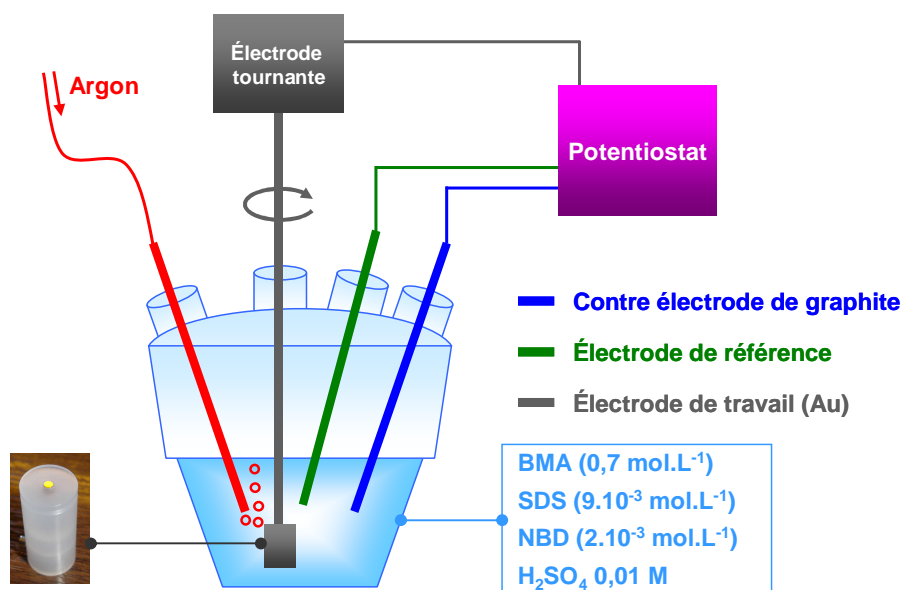 Électrode
tournante
Argon
Potentiostat
Contre électrode de graphite
Électrode de référence
Électrode de travail (Au)
BMA (0,7 mol.L⁻¹)
SDS (9.10⁻³ mol.L⁻¹)
NBD (2.10⁻³ mol.L⁻¹)
H₂SO₄ 0,01 M